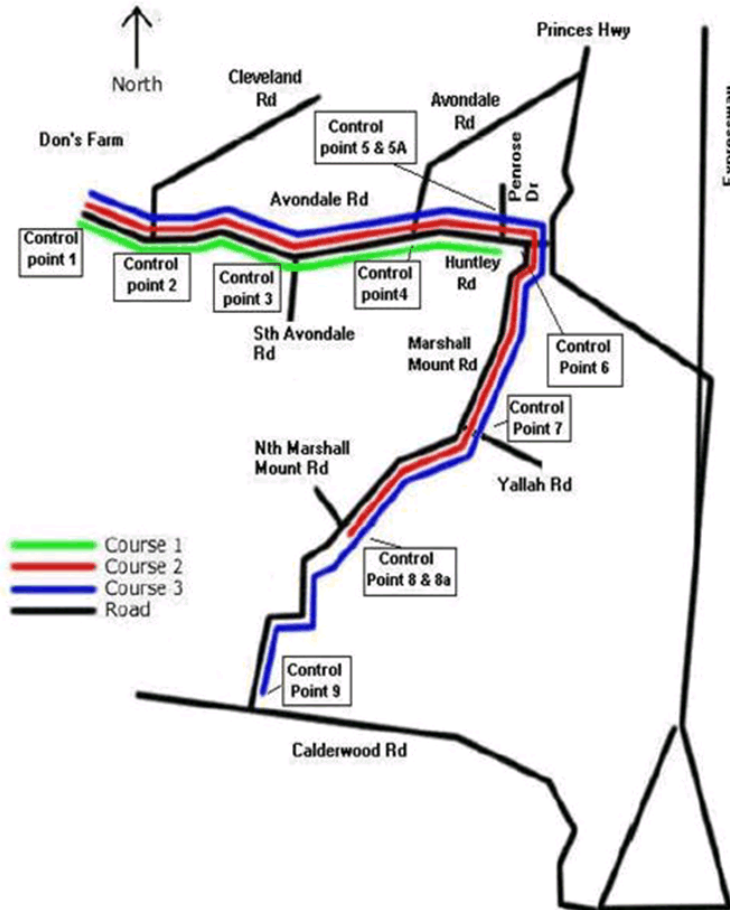 Princes Hwy
North
Cleveland
Rd
Avondale
Rd
Don's Farm
Control
point 5 & 5A
Penrose
Dr
Expressway
Avondale Rd
Control
point 1
Control
point 2
Control
point 3
Control
point4
Huntley
Rd
Sth Avondale
Rd
Marshall
Mount Rd
Control
Point 6
Control
Point 7
Nth Marshall
Mount Rd
Yallah Rd
Course 1
Course 2
Course 3
Road
Control
Point 8 & 8a
Control
Point 9
Calderwood Rd